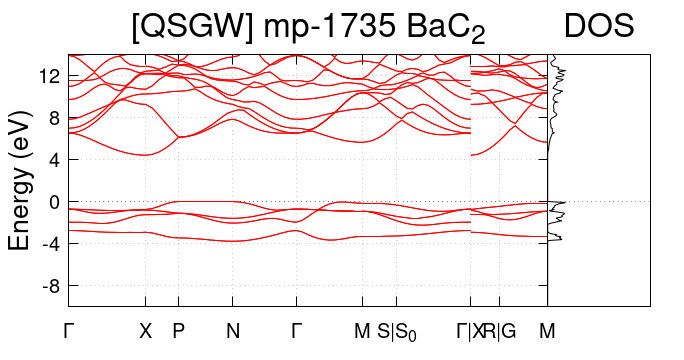 [QSGW] mp-1735 BaC₂ DOS
Energy (eV)
12
8
4
0
-4
-8
Γ X P N Γ M S|S₀ Γ|X R|G M